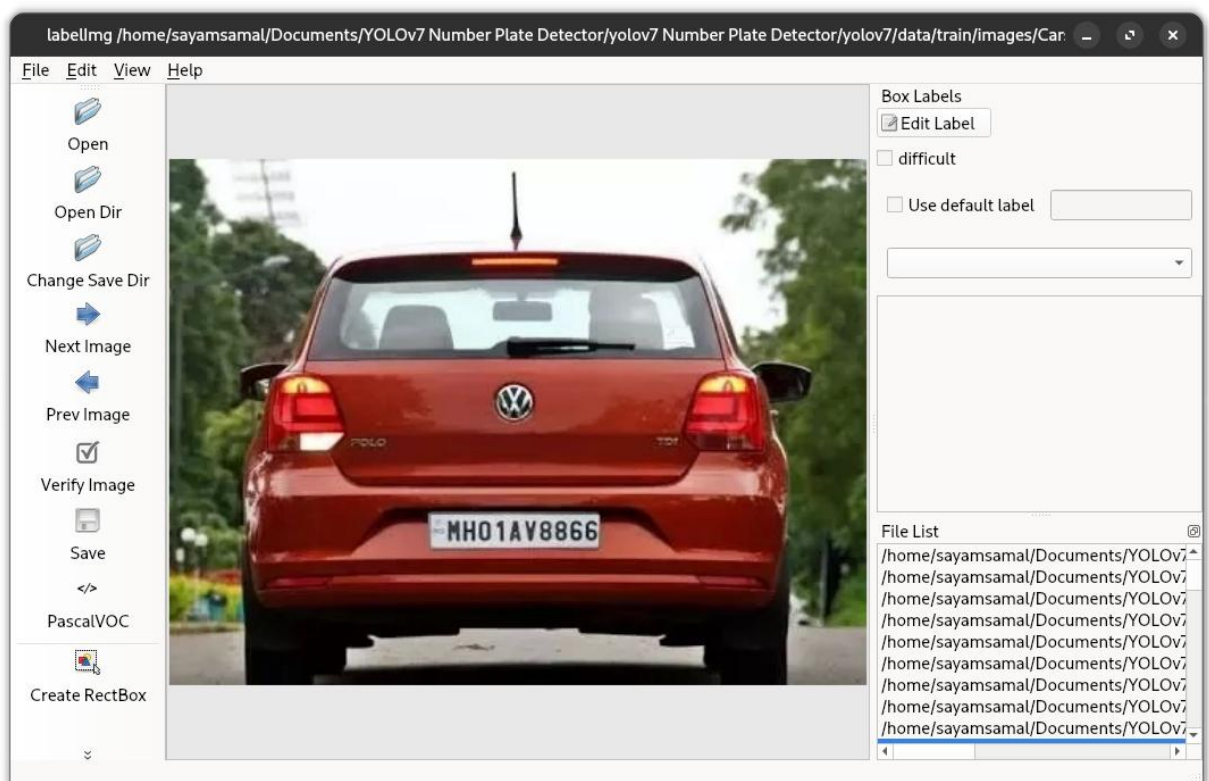 labelImg /home/sayamsamal/Documents/YOLOv7 Number Plate Detector/yolov7 Number Plate Detector/yolov7/data/train/images/Car
File Edit View Help
Open
Open Dir
Change Save Dir
Next Image
Prev Image
Verify Image
Save
</>
PascalVOC
Create RectBox
POLO
TDI
MH01AV8866
Box Labels
Edit Label
difficult
Use default label
File List
/home/sayamsamal/Documents/YOLOv7
/home/sayamsamal/Documents/YOLOv7
/home/sayamsamal/Documents/YOLOv7
/home/sayamsamal/Documents/YOLOv7
/home/sayamsamal/Documents/YOLOv7
/home/sayamsamal/Documents/YOLOv7
/home/sayamsamal/Documents/YOLOv7
/home/sayamsamal/Documents/YOLOv7
/home/sayamsamal/Documents/YOLOv7